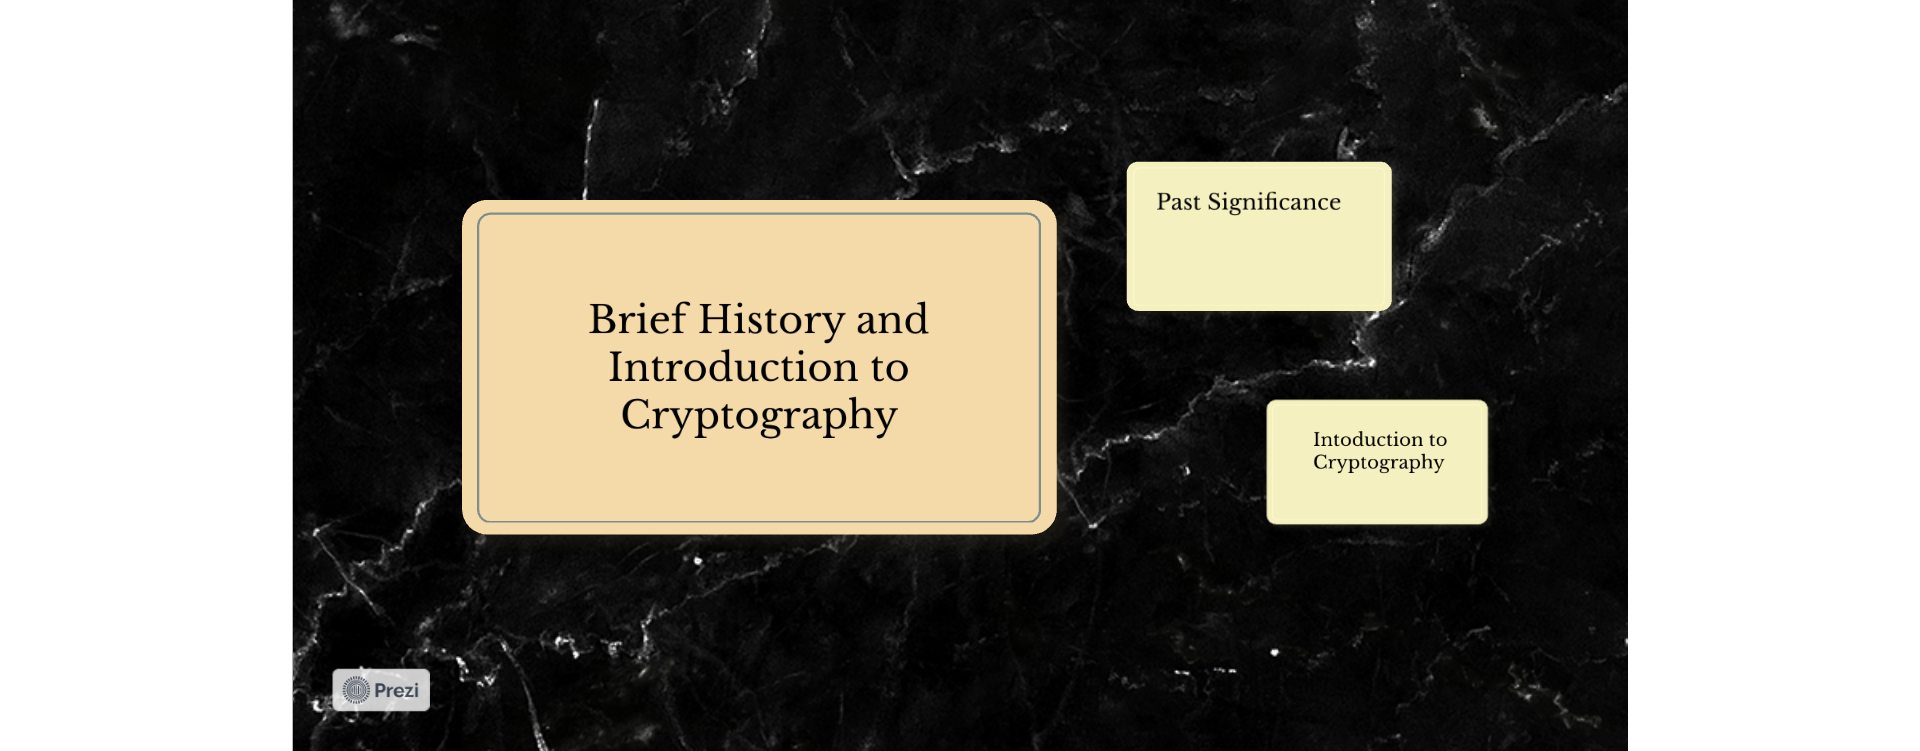 Brief History and
Introduction to
Cryptography
Past Significance
Intoduction to
Cryptography
Prezi